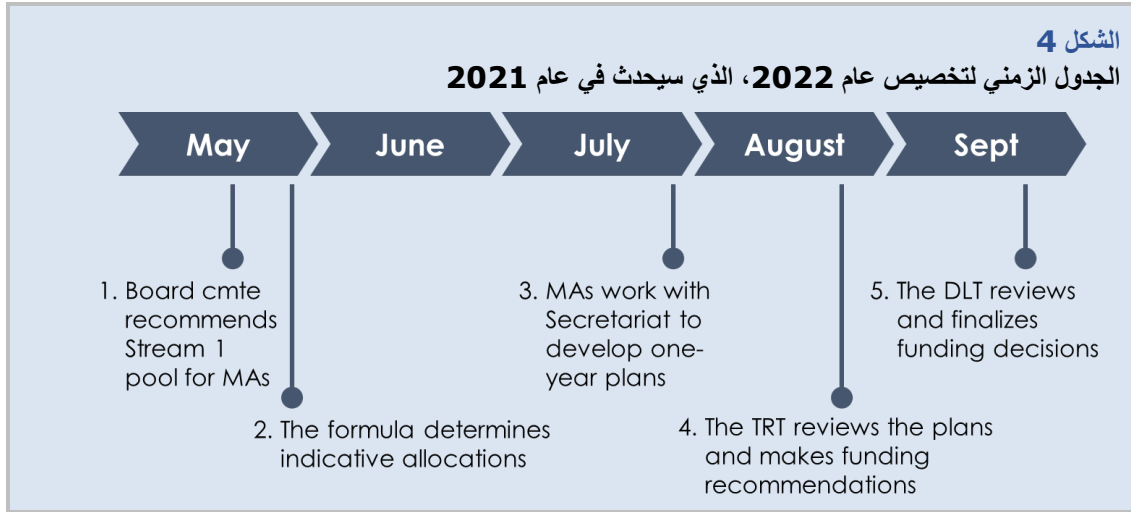 الشكل 4
الجدول الزمني لتخصيص عام 2022، الذي سيحدث في عام 2021
May
June
July
August
Sept
1. Board cmte
recommends
Stream 1
pool for MAs
2. The formula determines
indicative allocations
3. MAs work with
Secretariat to
develop one-
year plans
4. The TRT reviews the plans
and makes funding
recommendations
5. The DLT reviews
and finalizes
funding decisions